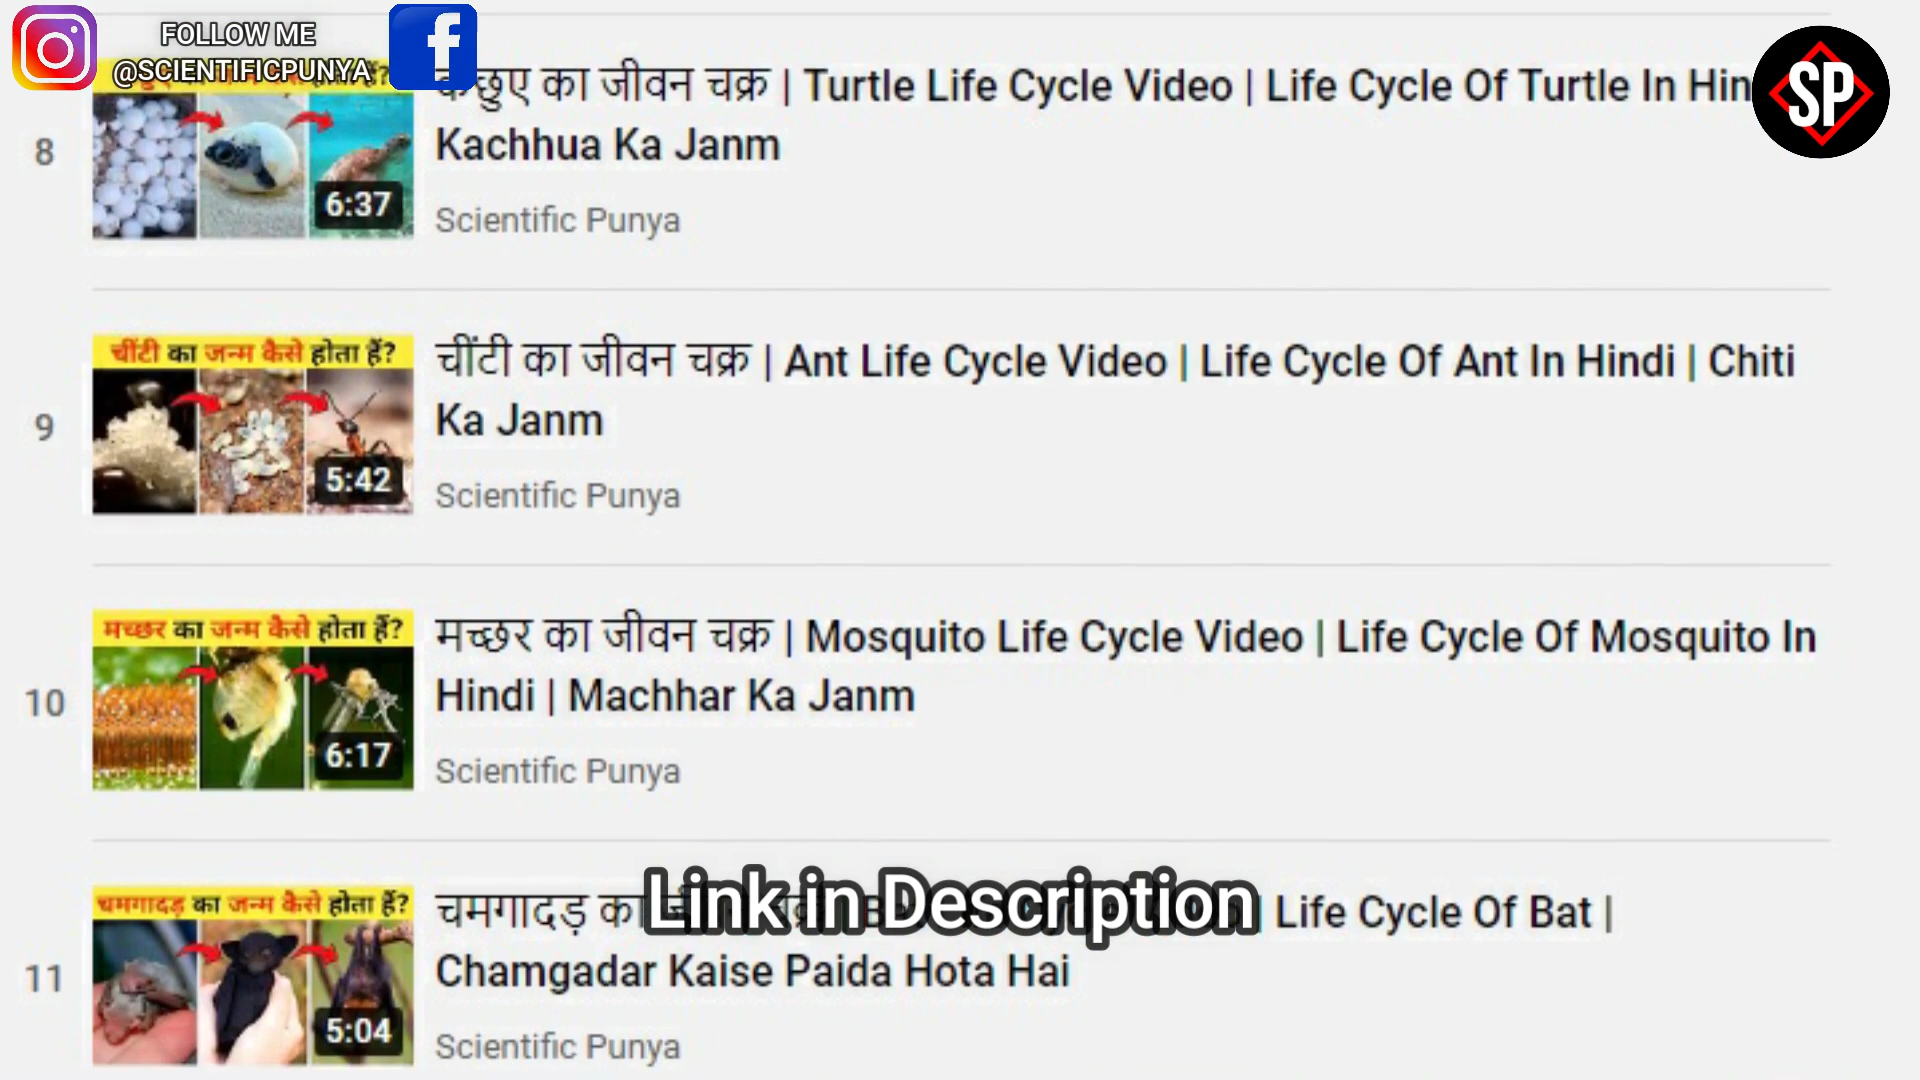 FOLLOW ME
@SCIENTIFICPUNYA
SP
8
6:37
का जीवन चक्र | Turtle Life Cycle Video | Life Cycle Of Turtle In
Kachhua Ka Janm
Scientific Punya
9
चींटी का जन्म कैसे होता हैं?
5:42
चींटी का जीवन चक्र | Ant Life Cycle Video | Life Cycle Of Ant In Hindi | Chiti
Ka Janm
Scientific Punya
10
मच्छर का जन्म कैसे होता हैं?
6:17
मच्छर का जीवन चक्र | Mosquito Life Cycle Video | Life Cycle Of Mosquito In
Hindi | Machhar Ka Janm
Scientific Punya
11
चमगादड़ का जन्म कैसे होता हैं?
5:04
चमगादड़ का | Life Cycle Of Bat |
Link in Description
Chamgadar Kaise Paida Hota Hai
Scientific Punya